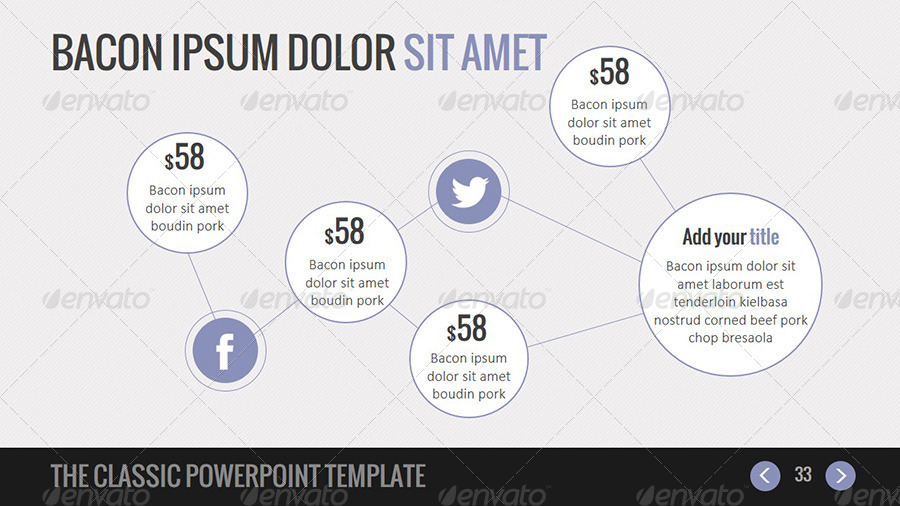 BACON IPSUM DOLOR SIT AMET
$58
Bacon ipsum
dolor sit amet
boudin pork
$58
Bacon ipsum
dolor sit amet
boudin pork
$58
Bacon ipsum
dolor sit amet
boudin pork
$58
Bacon ipsum
dolor sit amet
boudin pork
Add your title
Bacon ipsum dolor sit
amet laborum est
tenderloin kielbasa
nostrud corned beef pork
chop bresaola
THE CLASSIC POWERPOINT TEMPLATE
33
envato